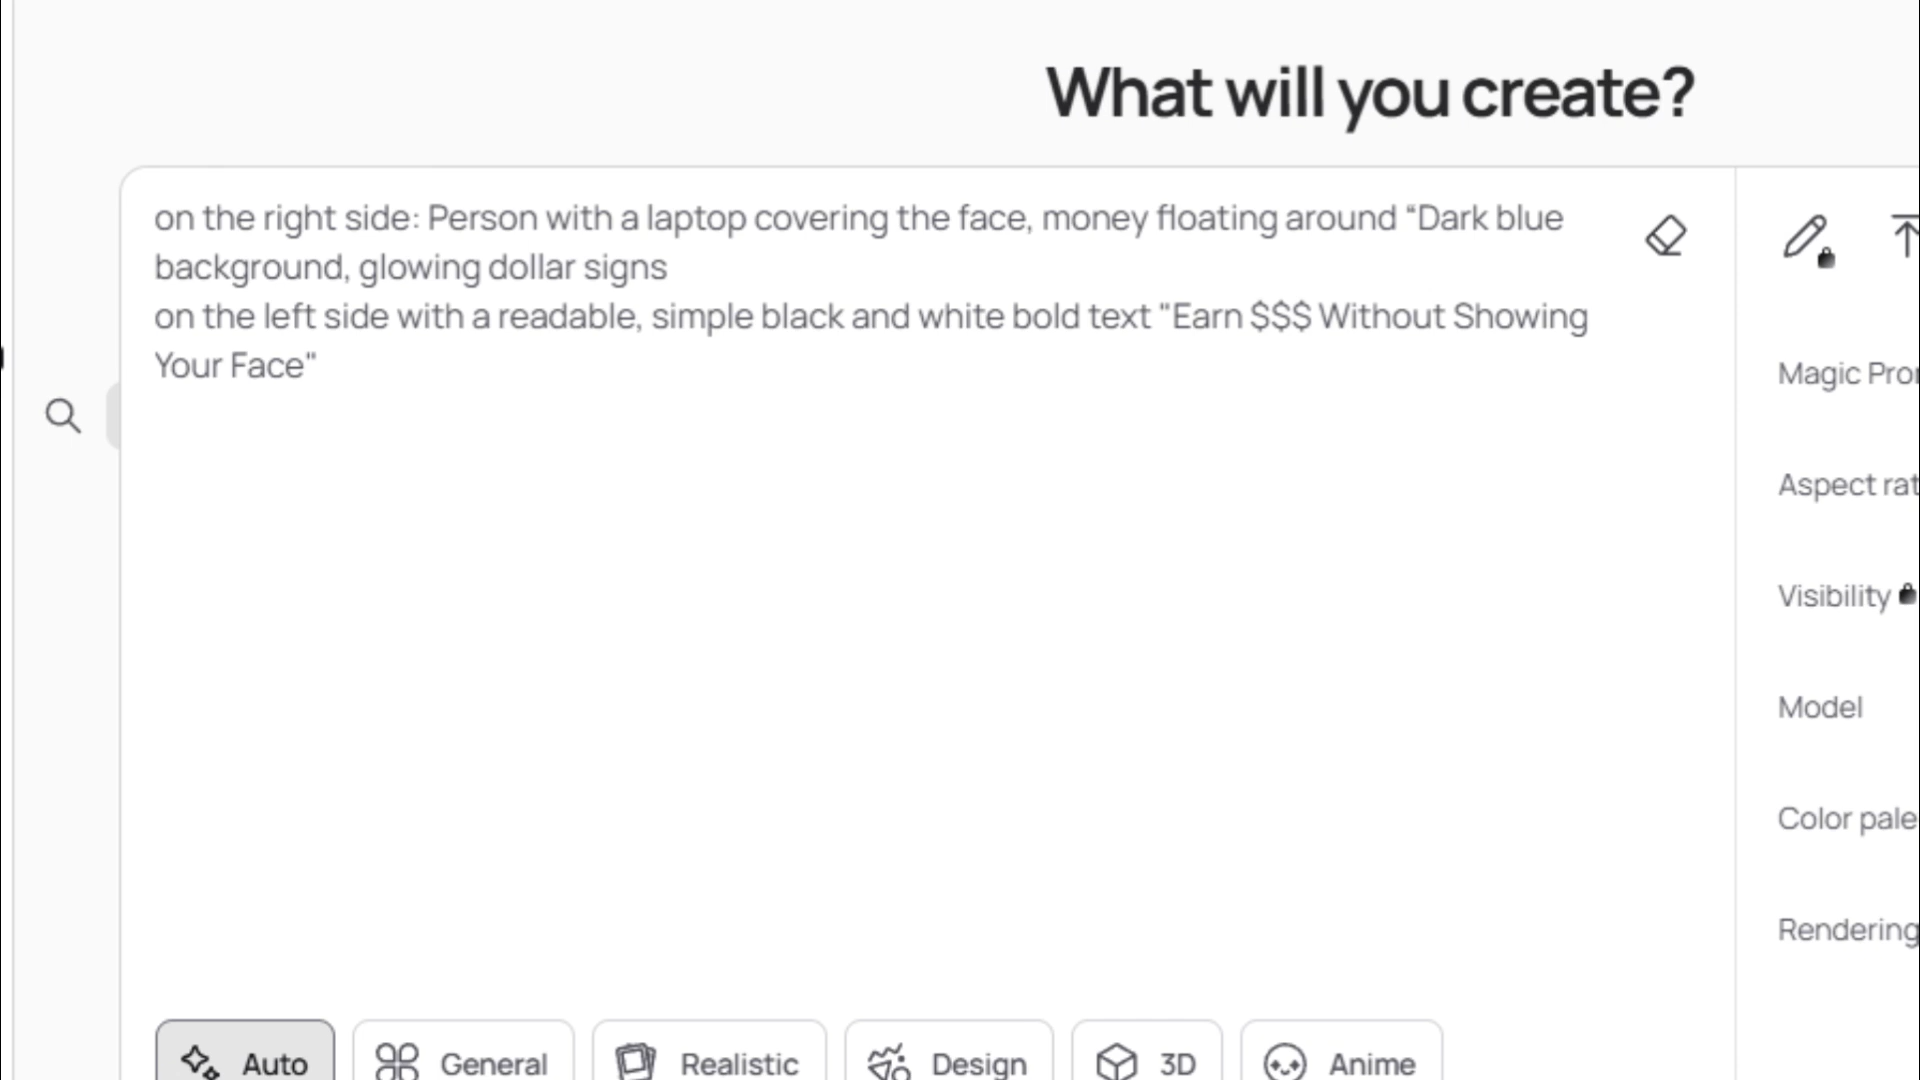 What will you create?
on the right side: Person with a laptop covering the face, money floating around “Dark blue
background, glowing dollar signs
on the left side with a readable, simple black and white bold text "Earn $$$ Without Showing
Your Face"
Magic Pro
Aspect rat
Visibility
Model
Color pale
Rendering
Auto
General
Realistic
Design
3D
Anime